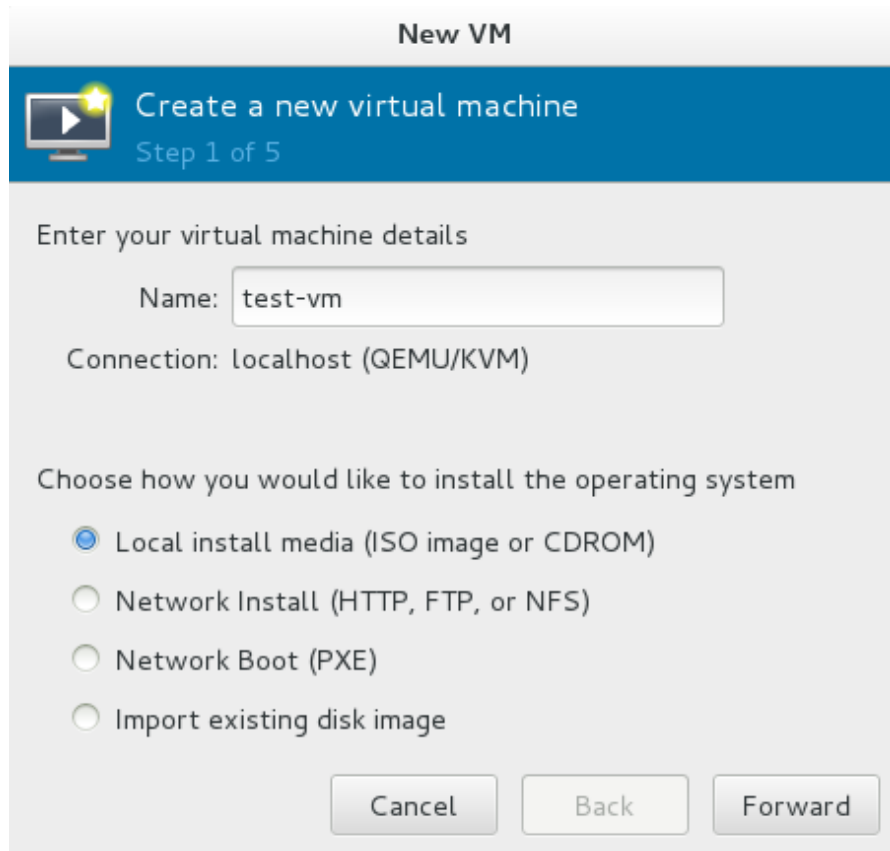 New VM
Create a new virtual machine
Step 1 of 5
Enter your virtual machine details
Name: test-vm
Connection: localhost (QEMU/KVM)
Choose how you would like to install the operating system
Local install media (ISO image or CDROM)
Network Install (HTTP, FTP, or NFS)
Network Boot (PXE)
Import existing disk image
Cancel Back Forward